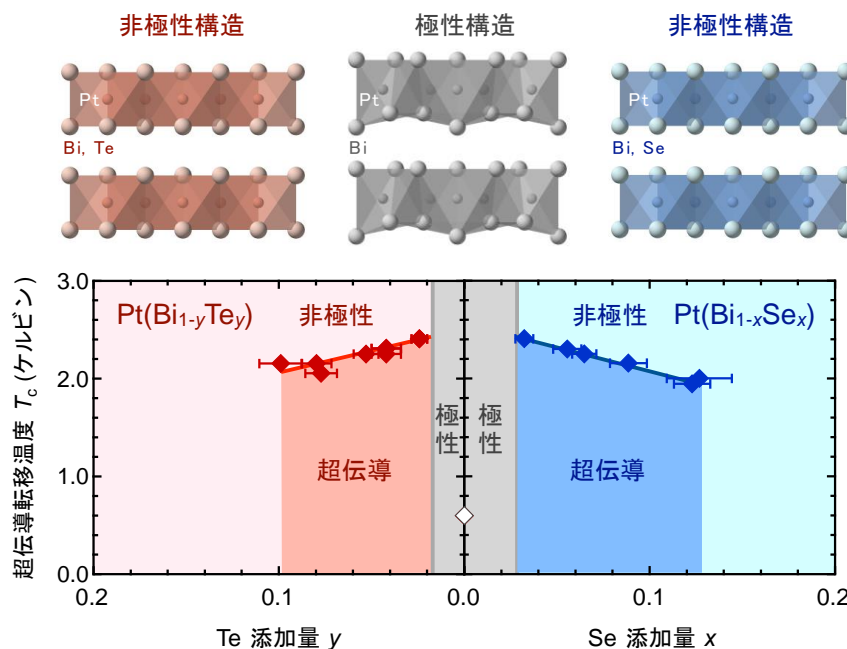 非極性構造
極性構造
非極性構造
Pt
Pt
Bi, Te
Bi
Bi, Se
3.0
2.0
1.0
0.0
超伝導転移温度 Tc (ケルビン)
Pt(Bi1-yTey)
非極性
非極性
Pt(Bi1-xSex)
極性
極性
超伝導
超伝導
0.2
0.1
0.0
0.1
0.2
Te 添加量 y
Se 添加量 x